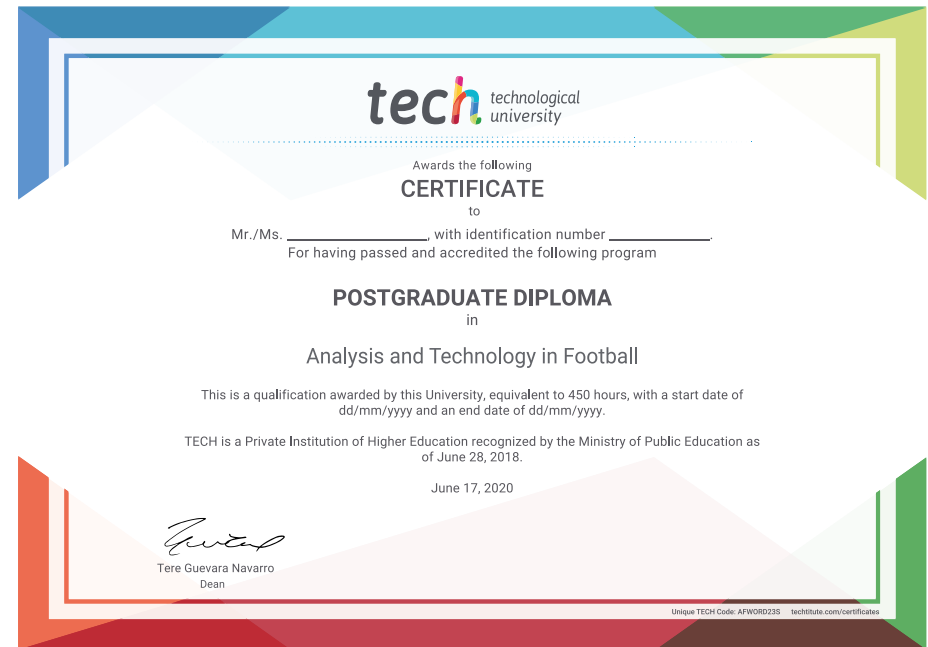 tech technological
university
Awards the following
CERTIFICATE
to
Mr./Ms. ____________________, with identification number ______________.
For having passed and accredited the following program
POSTGRADUATE DIPLOMA
in
Analysis and Technology in Football
This is a qualification awarded by this University, equivalent to 450 hours, with a start date of
dd/mm/yyyy and an end date of dd/mm/yyyy.
TECH is a Private Institution of Higher Education recognized by the Ministry of Public Education as
of June 28, 2018.
June 17, 2020
Tere Guevara Navarro
Dean
Unique TECH Code: AFWORD23S techtitute.com/certificates